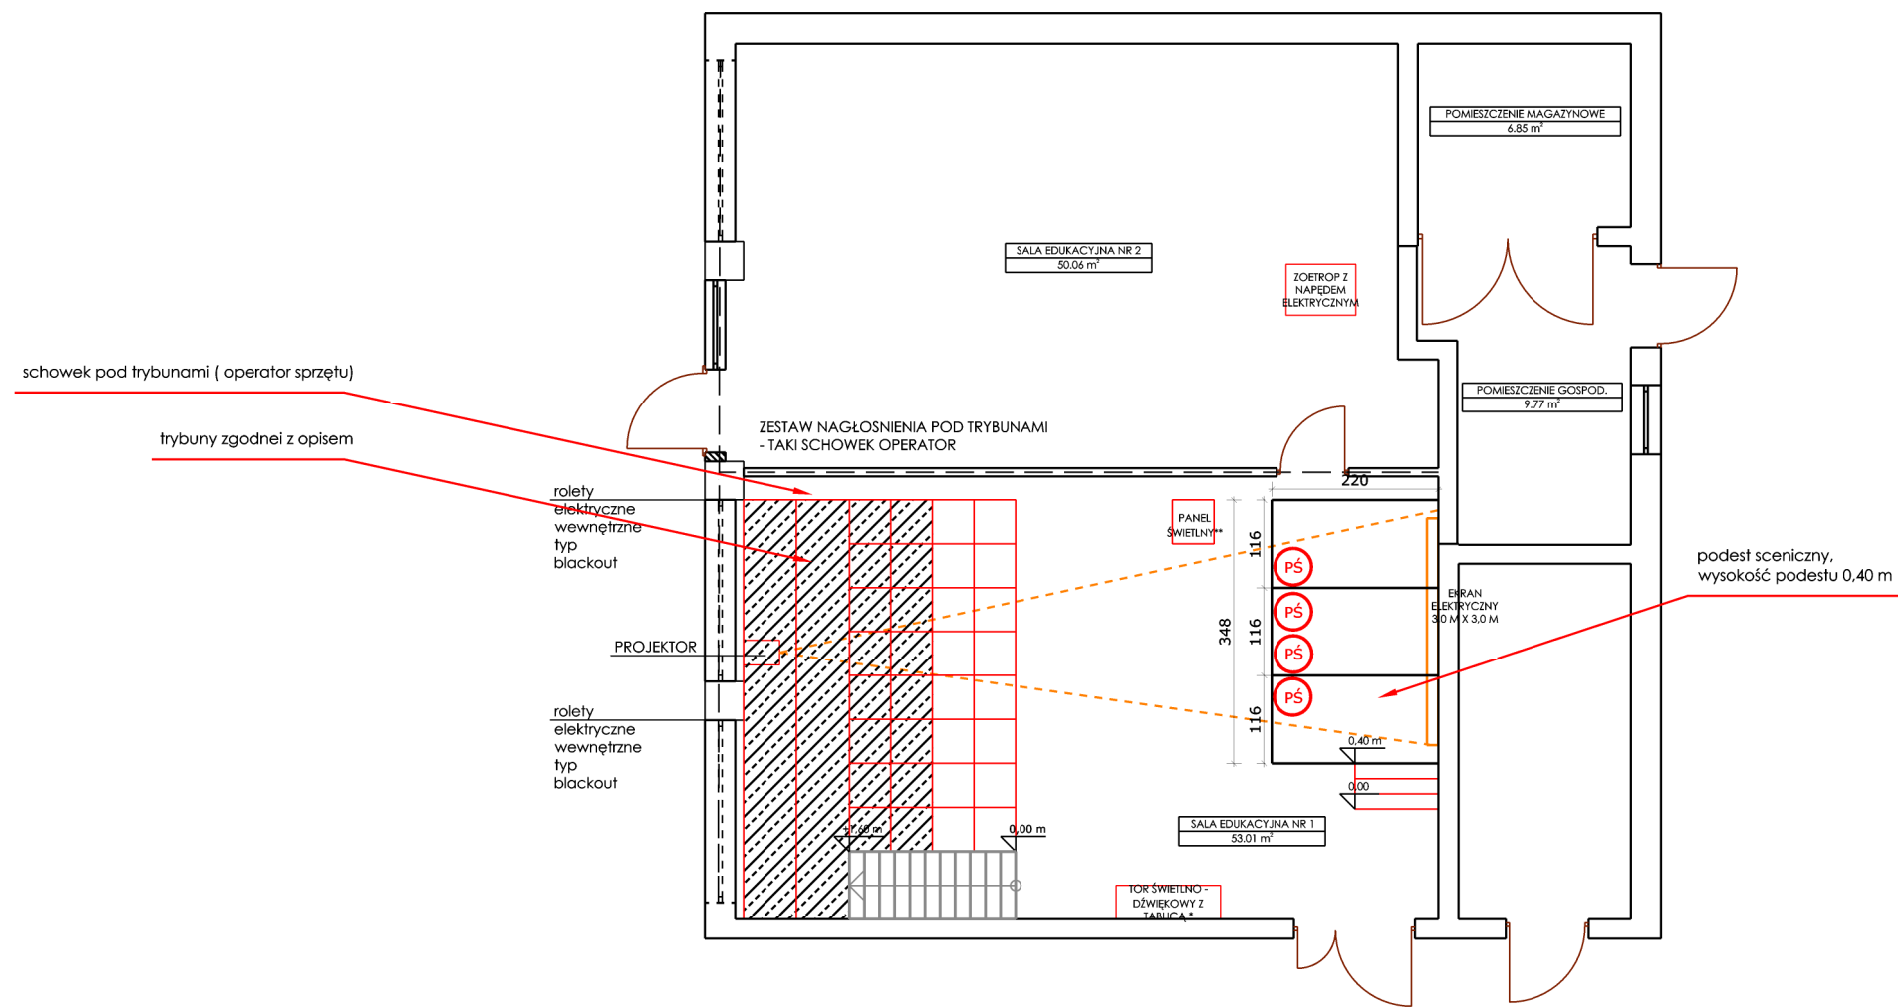 POMIESZCZENIE MAGAZYNOWE
6.85 m²
SALA EDUKACYJNA NR 2
50.06 m²
ZOETROP Z
NAPĘDEM
ELEKTRYCZNYM
schowek pod trybunami ( operator sprzętu)
POMIESZCZENIE GOSPOD.
9.77 m²
trybuny zgodnei z opisem
ZESTAW NAGŁOSNIENIA POD TRYBUNAMI
- TAKI SCHOWEK OPERATOR
220
rolety
elektryczne
wewnętrzne
typ
blackout
PANEL
ŚWIETLNY**
116
116
116
348
PŚ
PŚ
PŚ
PŚ
podest sceniczny,
wysokość podestu 0,40 m
EKRAN
ELEKTRYCZNY
3,0 M X 3,0 M
PROJEKTOR
rolety
elektryczne
wewnętrzne
typ
blackout
0,40 m
0,00
+1,60 m
0,00 m
SALA EDUKACYJNA NR 1
53.01 m²
TOR ŚWIETLNO -
DŹWIĘKOWY Z
TABLICĄ *